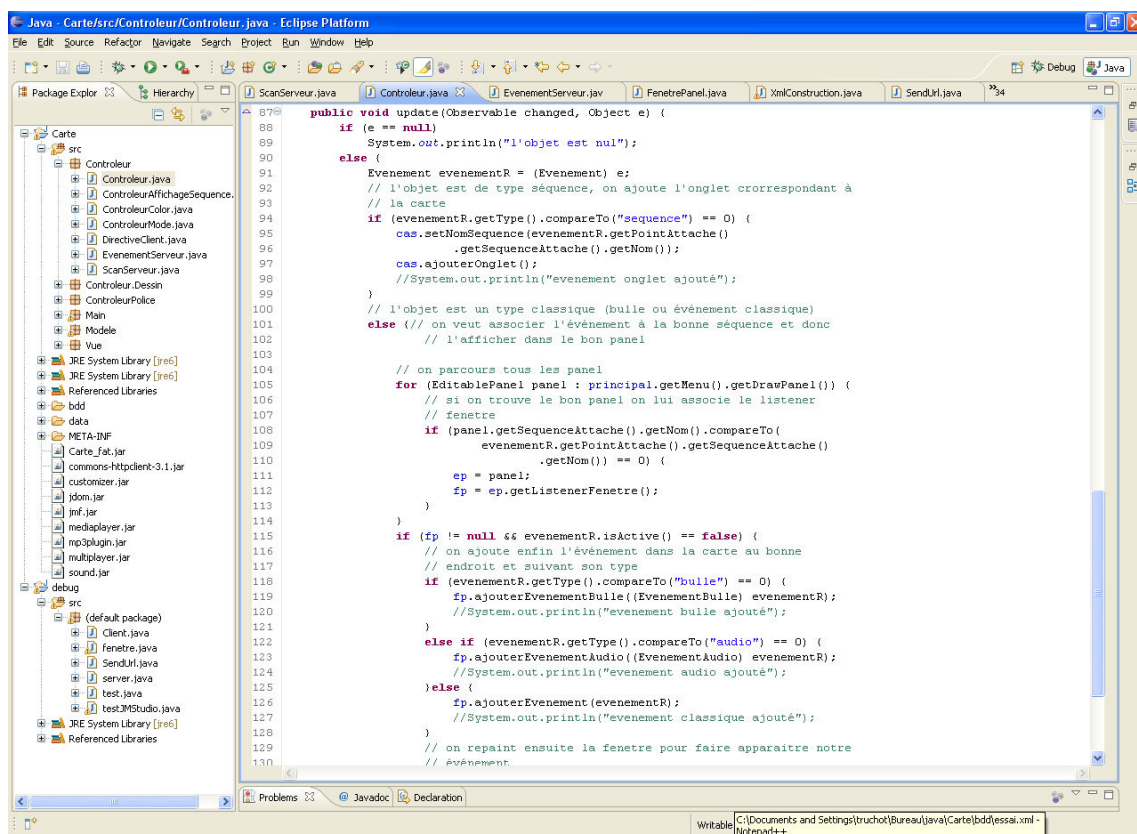 Java - Carte/src/Controleur/Controleur.java - Eclipse Platform
File Edit Source Refactor Navigate Search Project Run Window Help
Debug Java
Package Explor Hierarchy
ScanServeur.java Controleur.java EvenementServeur.jav FenetrePanel.java XmlConstruction.java SendUrl.java »34
Carte
src
Controleur
Controleur.java
ControleurAffichageSequence.
ControleurColor.java
ControleurMode.java
DirectiveClient.java
EvenementServeur.java
ScanServeur.java
Controleur.Dessin
ControleurPolice
Main
Modele
Vue
JRE System Library [jre6]
JRE System Library [jre6]
Referenced Libraries
bdd
data
META-INF
Carte_fat.jar
commons-httpclient-3.1.jar
customizer.jar
jdom.jar
jmf.jar
mediaplayer.jar
mp3plugin.jar
multiplayer.jar
sound.jar
debug
src
(default package)
Client.java
fenetre.java
SendUrl.java
server.java
test.java
testJMStudio.java
JRE System Library [jre6]
Referenced Libraries
87 public void update(Observable changed, Object e) {
88 if (e == null)
89 System.out.println("l'objet est nul");
90 else {
91 Evenement evenementR = (Evenement) e;
92 // l'objet est de type séquence, on ajoute l'onglet crorrespondant à
93 // la carte
94 if (evenementR.getType().compareTo("sequence") == 0) {
95 cas.setNomSequence(evenementR.getPointAttache()
96 .getSequenceAttache().getNom());
97 cas.ajouterOnglet();
98 //System.out.println("evenement onglet ajouté");
99 }
100 // l'objet est un type classique (bulle ou événement classique)
101 else {// on veut associer l'événement à la bonne séquence et donc
102 // l'afficher dans le bon panel
103
104 // on parcours tous les panel
105 for (EditablePanel panel : principal.getMenu().getDrawPanel()) {
106 // si on trouve le bon panel on lui associe le listener
107 // fenetre
108 if (panel.getSequenceAttache().getNom().compareTo(
109 evenementR.getPointAttache().getSequenceAttache()
110 .getNom()) == 0) {
111 ep = panel;
112 fp = ep.getListenerFenetre();
113 }
114 }
115 if (fp != null && evenementR.isActive() == false) {
116 // on ajoute enfin l'événement dans la carte au bonne
117 // endroit et suivant son type
118 if (evenementR.getType().compareTo("bulle") == 0) {
119 fp.ajouterEvenementBulle((EvenementBulle) evenementR);
120 //System.out.println("evenement bulle ajouté");
121 }
122 else if (evenementR.getType().compareTo("audio") == 0) {
123 fp.ajouterEvenementAudio((EvenementAudio) evenementR);
124 //System.out.println("evenement audio ajouté");
125 }else {
126 fp.ajouterEvenement(evenementR);
127 //System.out.println("evenement classique ajouté");
128 }
129 // on repaint ensuite la fenetre pour faire apparaitre notre
130 // événement
Problems Javadoc Declaration
Writable
C:\Documents and Settings\truchot\Bureau\java\Carte\bdd\essai.xml -
Notepad++